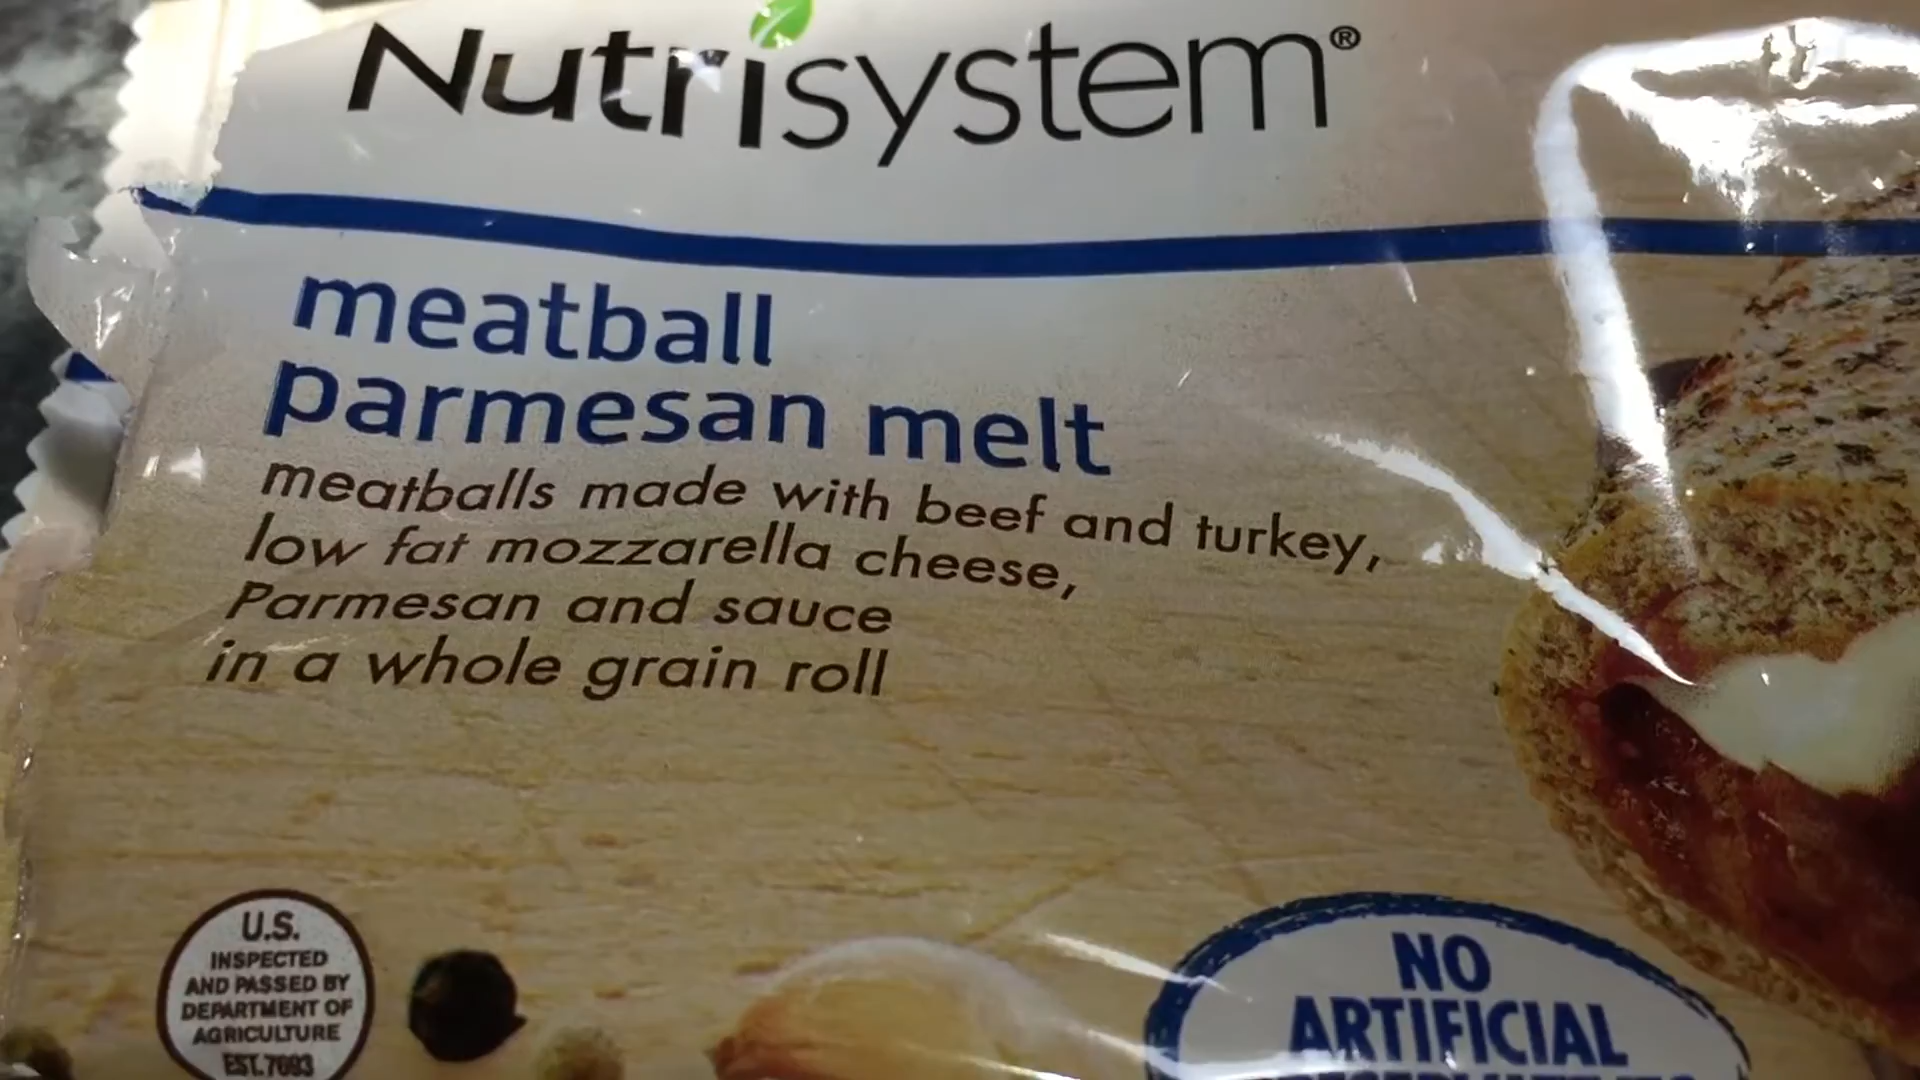 Nutrisystem®
meatball
parmesan melt
meatballs made with beef and turkey,
low fat mozzarella cheese,
Parmesan and sauce
in a whole grain roll
U.S.
INSPECTED
AND PASSED BY
DEPARTMENT OF
AGRICULTURE
EST. 7693
NO
ARTIFICIAL